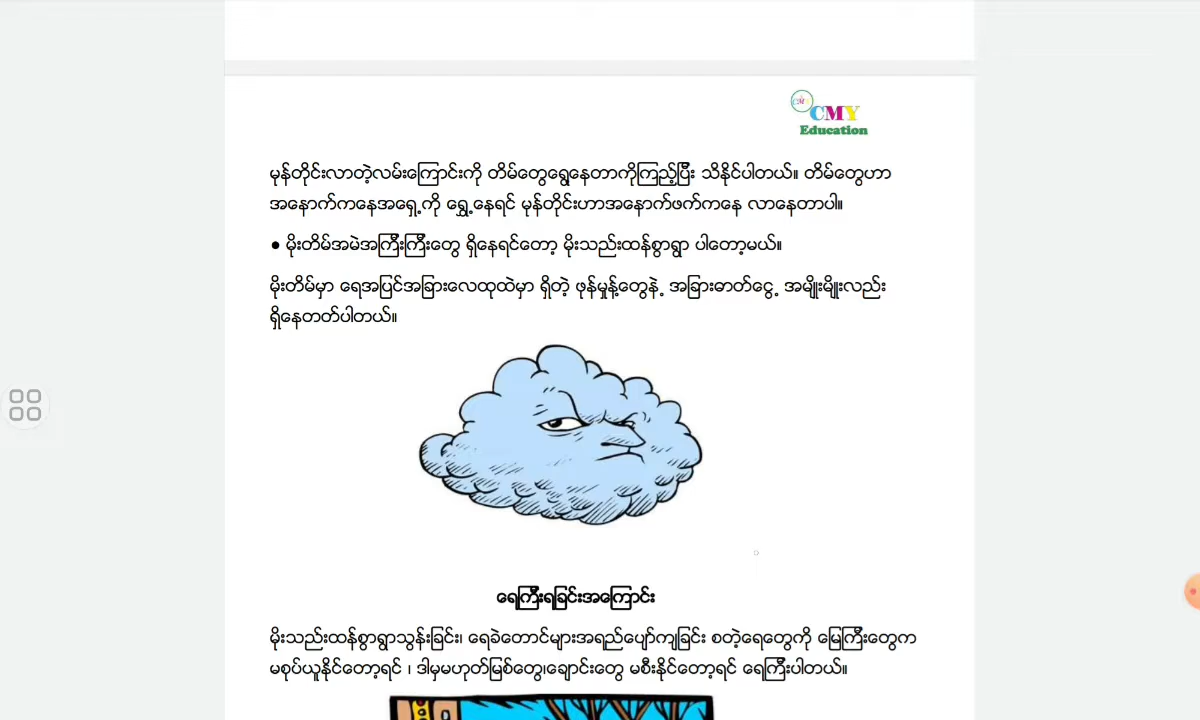 CMY
CMY
Education
မုန်တိုင်းလာတဲ့လမ်းကြောင်းကို တိမ်တွေရွေနေတာကိုကြည့်ပြီး သိနိုင်ပါတယ်။ တိမ်တွေဟာ
အနောက်ကနေအရှေ့ကို ရွှေ့နေရင် မုန်တိုင်းဟာအနောက်ဖက်ကနေ လာနေတာပါ။
● မိုးတိမ်အမဲအကြီးကြီးတွေ ရှိနေရင်တော့ မိုးသည်းထန်စွာရွာ ပါတော့မယ်။
မိုးတိမ်မှာ ရေအပြင်အခြားလေထုထဲမှာ ရှိတဲ့ ဖုန်မှုန့်တွေနဲ့ အခြားဓာတ်ငွေ့ အမျိုးမျိုးလည်း
ရှိနေတတ်ပါတယ်။
ရေကြီးရခြင်းအကြောင်း
မိုးသည်းထန်စွာရွာသွန်းခြင်း၊ ရေခဲတောင်များအရည်ပျော်ကျခြင်း စတဲ့ရေတွေကို မြေကြီးတွေက
မစုပ်ယူနိုင်တော့ရင် ၊ ဒါမှမဟုတ်မြစ်တွေ၊ချောင်းတွေ မစီးနိုင်တော့ရင် ရေကြီးပါတယ်။